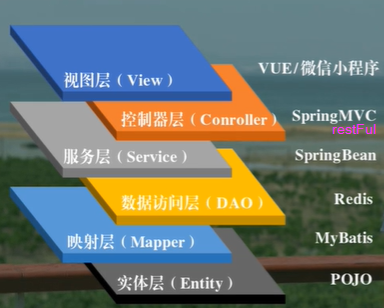 VUE/微信小程序
视图层（View）
SpringMVC
控制器层（Conroller）
restFul
服务层（Service）
SpringBean
数据访问层（DAO）
Redis
映射层（Mapper）
MyBatis
实体层（Entity）
POJO